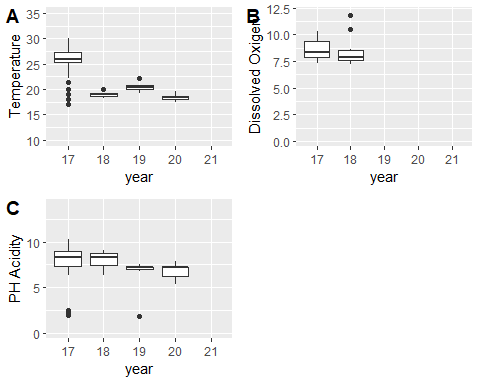 A
Temperature
35
30
25
20
15
10
17 18 19 20 21
year
B
Dissolved Oxigen
12.5
10.0
7.5
5.0
2.5
0.0
17 18 19 20 21
year
C
PH Acidity
10
5
0
17 18 19 20 21
year